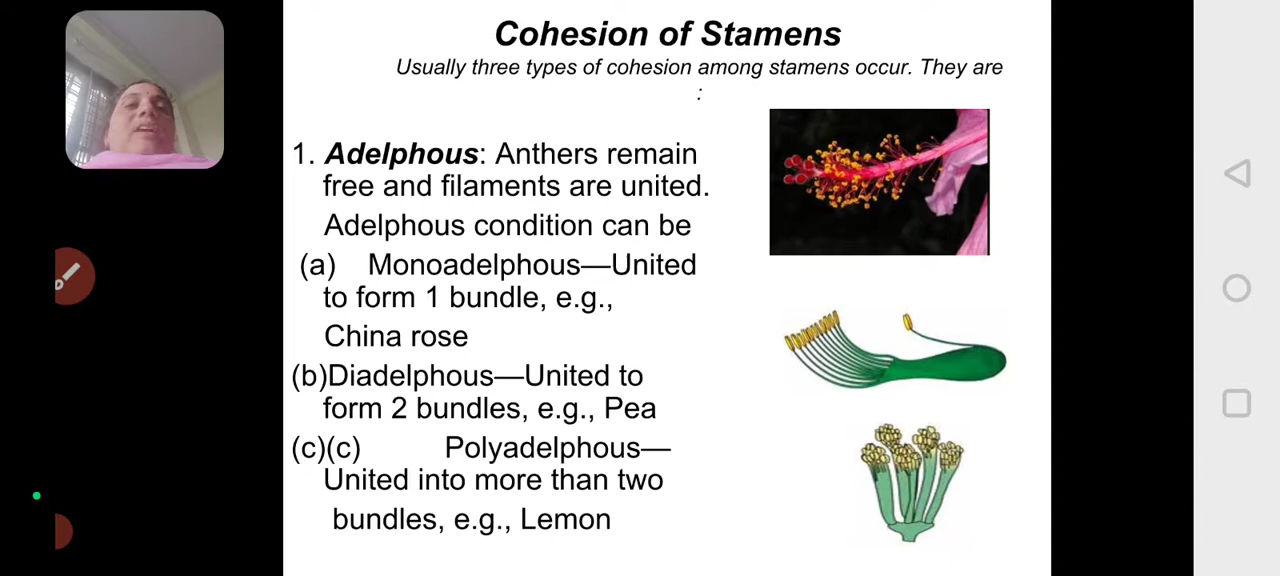 Cohesion of Stamens
Usually three types of cohesion among stamens occur. They are
:
1. Adelphous: Anthers remain
free and filaments are united.
Adelphous condition can be
(a) Monoadelphous—United
to form 1 bundle, e.g.,
China rose
(b)Diadelphous—United to
form 2 bundles, e.g., Pea
(c)(c) Polyadelphous—
United into more than two
bundles, e.g., Lemon